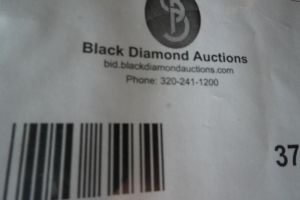 Black Diamond Auctions
bid.blackdiamondauctions.com
Phone: 320-241-1200
37